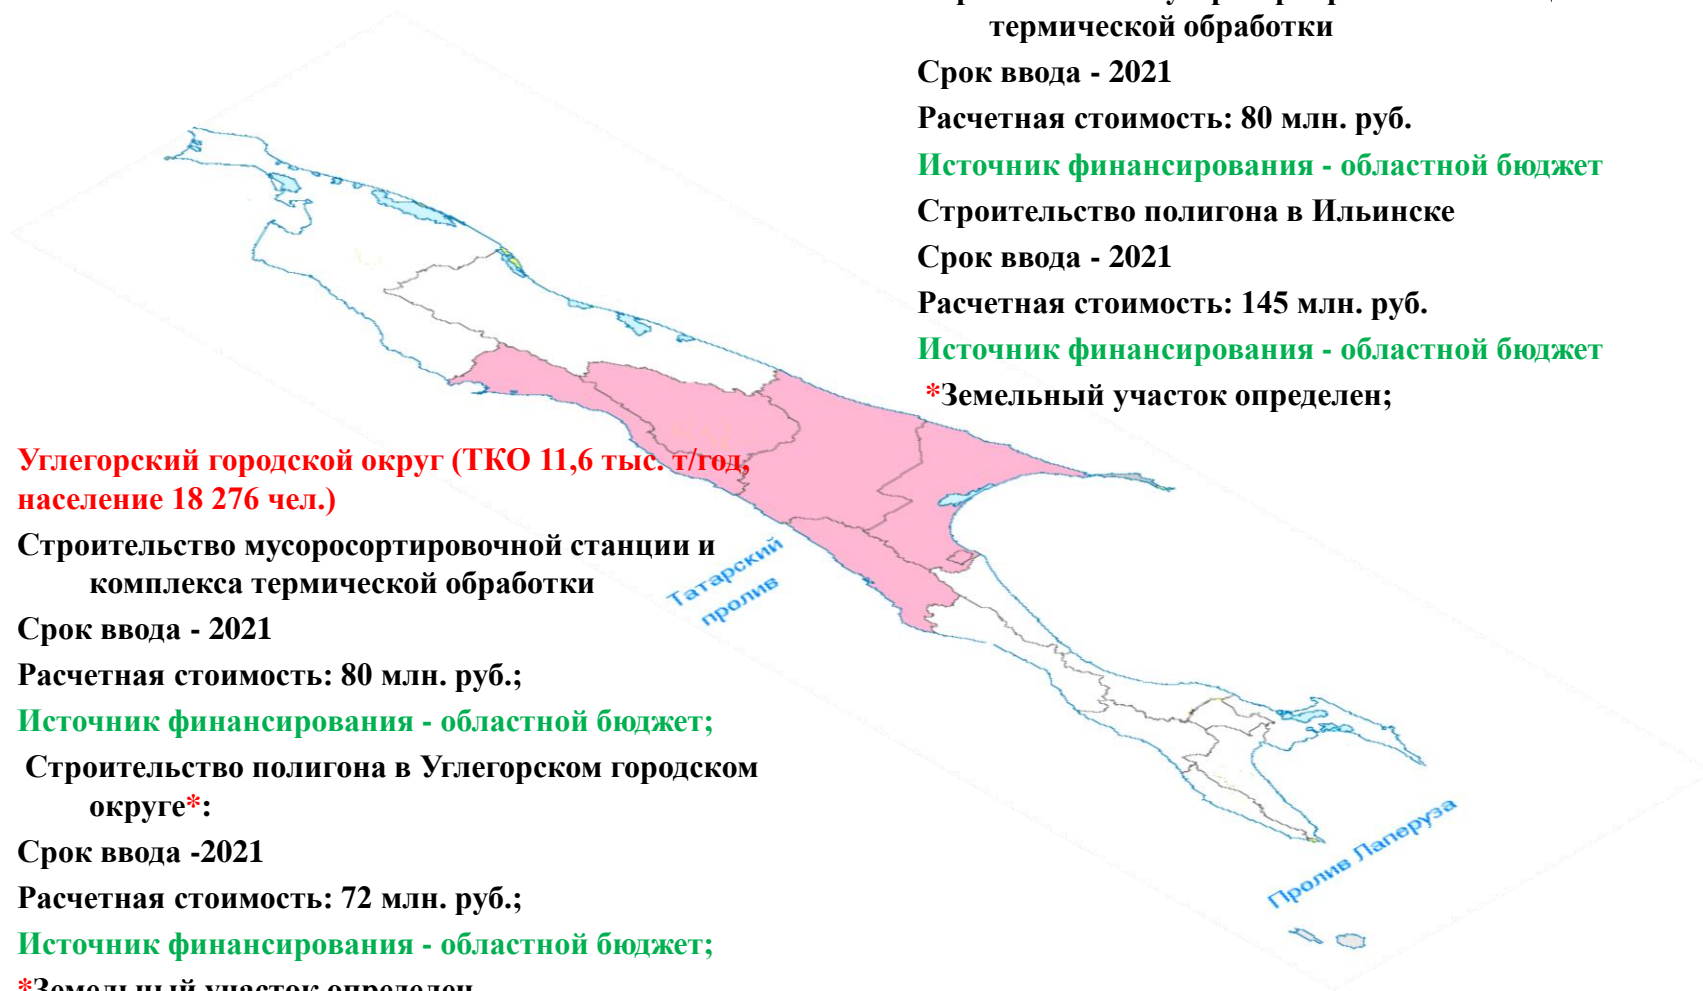 термической обработки
Срок ввода - 2021
Расчетная стоимость: 80 млн. руб.
Источник финансирования - областной бюджет
Строительство полигона в Ильинске
Срок ввода - 2021
Расчетная стоимость: 145 млн. руб.
Источник финансирования - областной бюджет
*Земельный участок определен;
Углегорский городской округ (ТКО 11,6 тыс. т/год,
население 18 276 чел.)
Строительство мусоросортировочной станции и
комплекса термической обработки
Срок ввода - 2021
Расчетная стоимость: 80 млн. руб.;
Источник финансирования - областной бюджет;
Строительство полигона в Углегорском городском
округе*:
Срок ввода -2021
Расчетная стоимость: 72 млн. руб.;
Источник финансирования - областной бюджет;
*Земельный участок определен
Татарский
пролив
Пролив Лаперуза